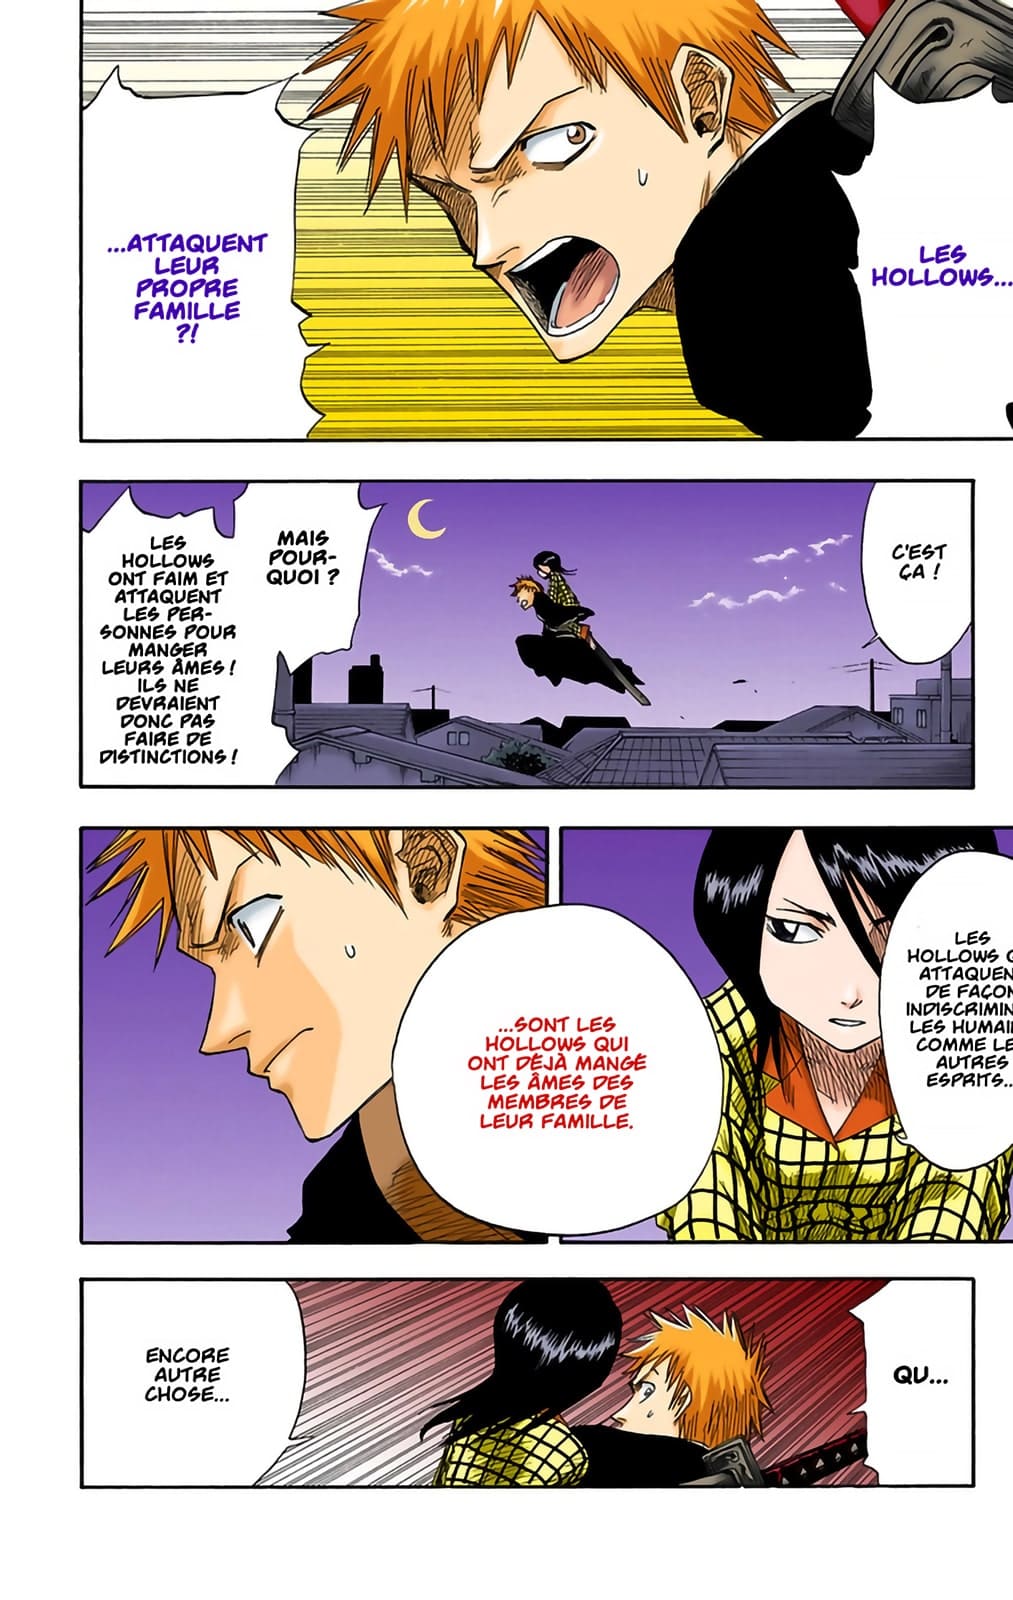 LES
HOLLOWS...
...ATTAQUENT
LEUR
PROPRE
FAMILLE
?!
C'EST
ÇA !
MAIS
POUR-
QUOI ?
LES
HOLLOWS
ONT FAIM ET
ATTAQUENT
LES PER-
SONNES POUR
MANGER
LEURS ÂMES !
ILS NE
DEVRAIENT
DONC PAS
FAIRE DE
DISTINCTIONS !
LES
HOLLOWS
ATTAQUEN
DE FAÇON
INDISCRIMIN
LES HUMAI
COMME LE
AUTRES
ESPRITS...
...SONT LES
HOLLOWS QUI
ONT DÉJÀ MANGÉ
LES ÂMES DES
MEMBRES DE
LEUR FAMILLE.
QU...
ENCORE
AUTRE
CHOSE...